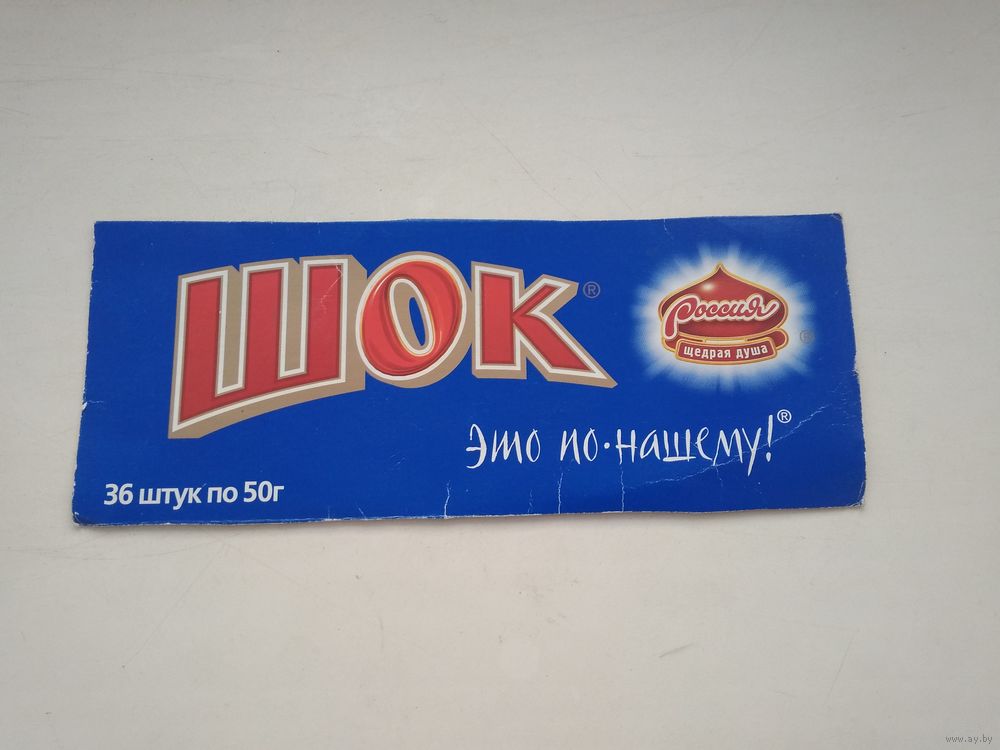 ШОК®
Россия®
щедрая душа
Это по-нашему!®
36 штук по 50г
www.ay.by